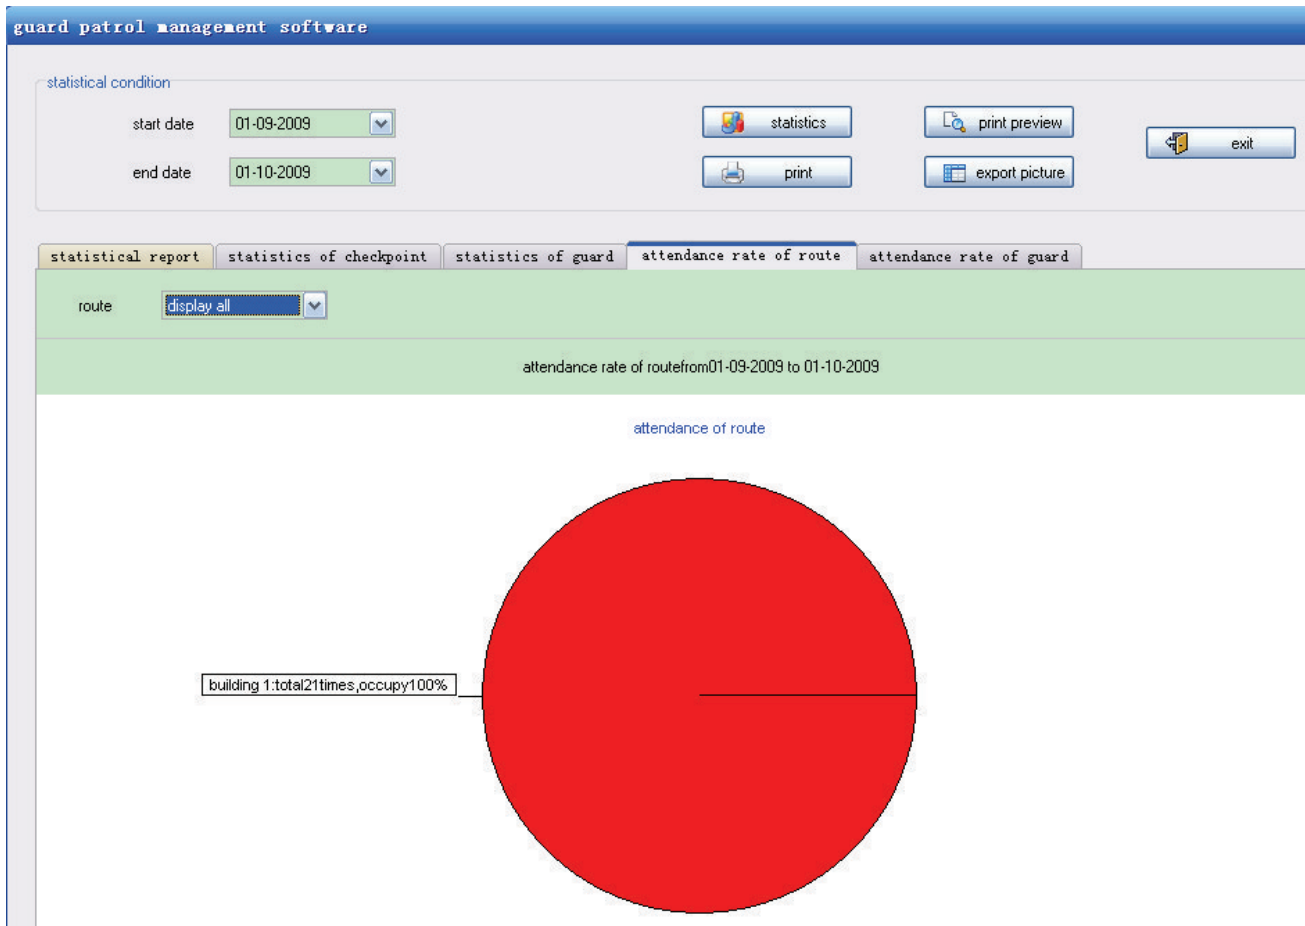 guard patrol management software
statistical condition
start date 01-09-2009 statistics print preview
exit
end date 01-10-2009 print export picture
statistical report statistics of checkpoint statistics of guard attendance rate of route attendance rate of guard
route display all
attendance rate of routefrom01-09-2009 to 01-10-2009
attendance of route
building 1:total21times,occupy100%